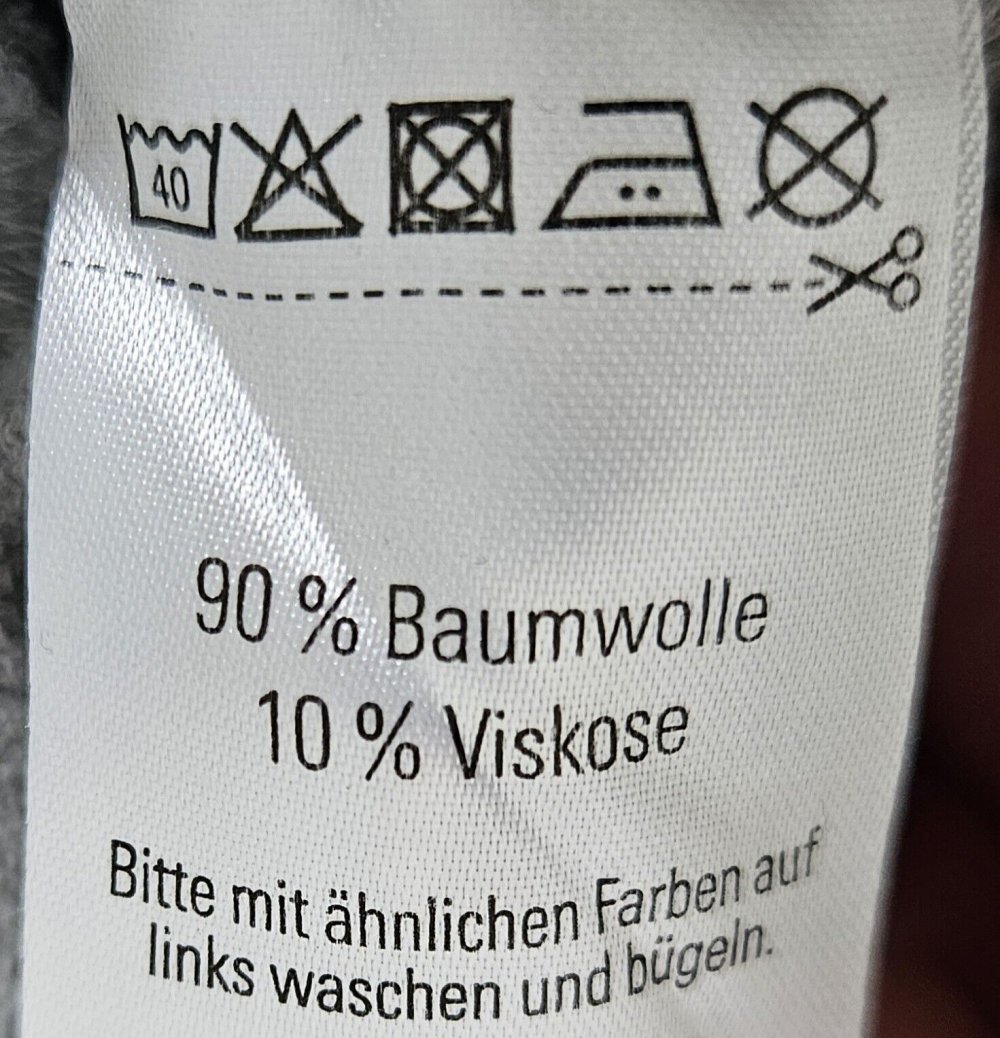 40
90 % Baumwolle
10 % Viskose
Bitte mit ähnlichen Farben auf
links waschen und bügeln.